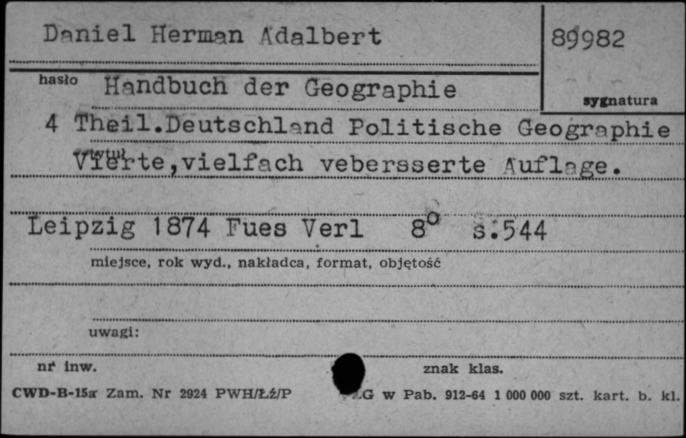 Daniel Herman Adalbert 89982
hasło Handbuch der Geographie sygnatura
4 Theil.Deutschland Politische Geographie
Vierte,vielfach vebersserte Auflage.
Leipzig 1874 Fues Verl 8° s.544
miejsce, rok wyd., nakładca, format, objętość
uwagi:
nr inw. znak klas.
CWD-B-15a Zam. Nr 2924 PWH/Łź/P w Pab. 912-64 1 000 000 szt. kart. b. kl.